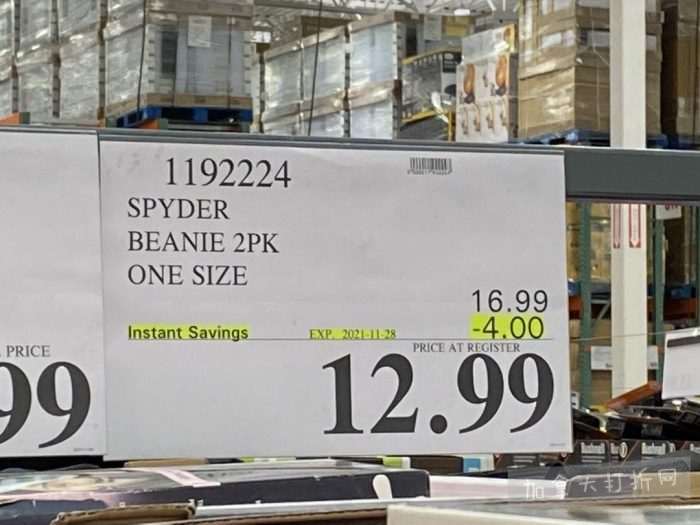 1192224
SPYDER
BEANIE 2PK
ONE SIZE
16.99
Instant Savings EXP. 2021-11-28 -4.00
PRICE PRICE AT REGISTER
99 12.99
Bushnell
加拿大打折网